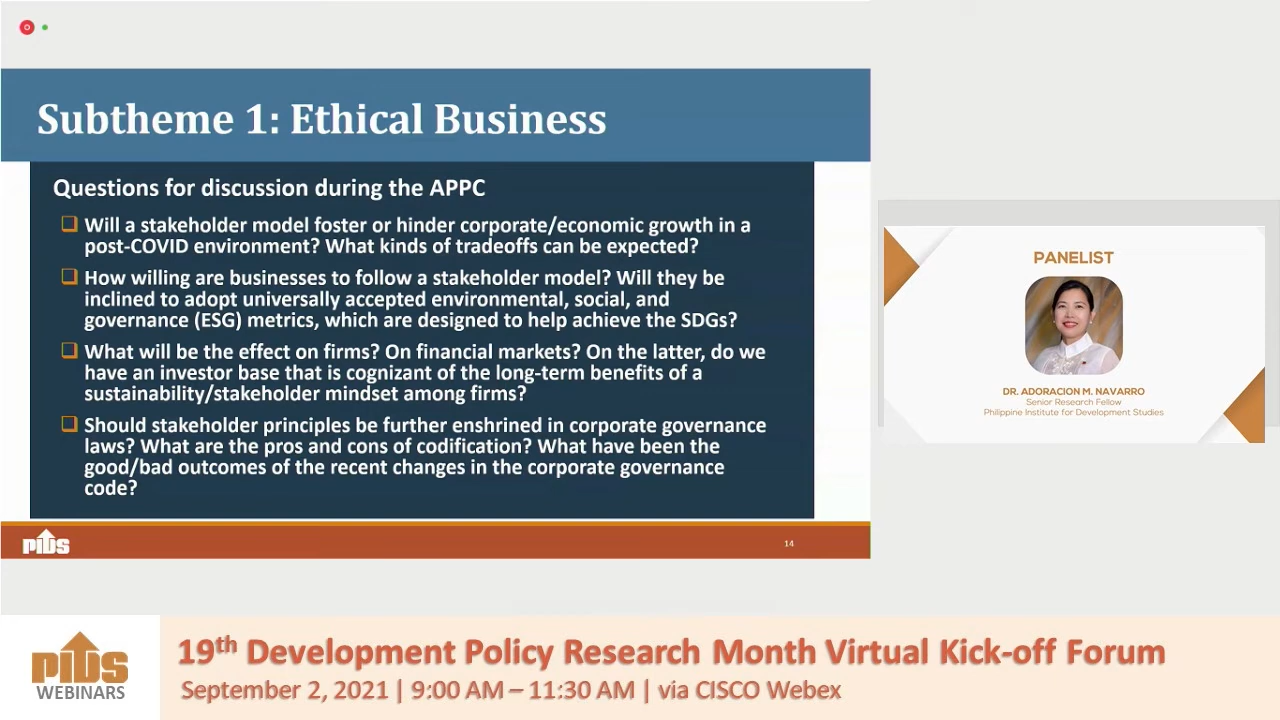 Subtheme 1: Ethical Business
Questions for discussion during the APPC
Will a stakeholder model foster or hinder corporate/economic growth in a
post-COVID environment? What kinds of tradeoffs can be expected?
How willing are businesses to follow a stakeholder model? Will they be
inclined to adopt universally accepted environmental, social, and
governance (ESG) metrics, which are designed to help achieve the SDGs?
What will be the effect on firms? On financial markets? On the latter, do we
have an investor base that is cognizant of the long-term benefits of a
sustainability/stakeholder mindset among firms?
Should stakeholder principles be further enshrined in corporate governance
laws? What are the pros and cons of codification? What have been the
good/bad outcomes of the recent changes in the corporate governance
code?
PIDS
14
PANELIST
DR. ADORACION M. NAVARRO
Senior Research Fellow
Philippine Institute for Development Studies
PIDS
WEBINARS
19th Development Policy Research Month Virtual Kick-off Forum
September 2, 2021 | 9:00 AM – 11:30 AM | via CISCO Webex